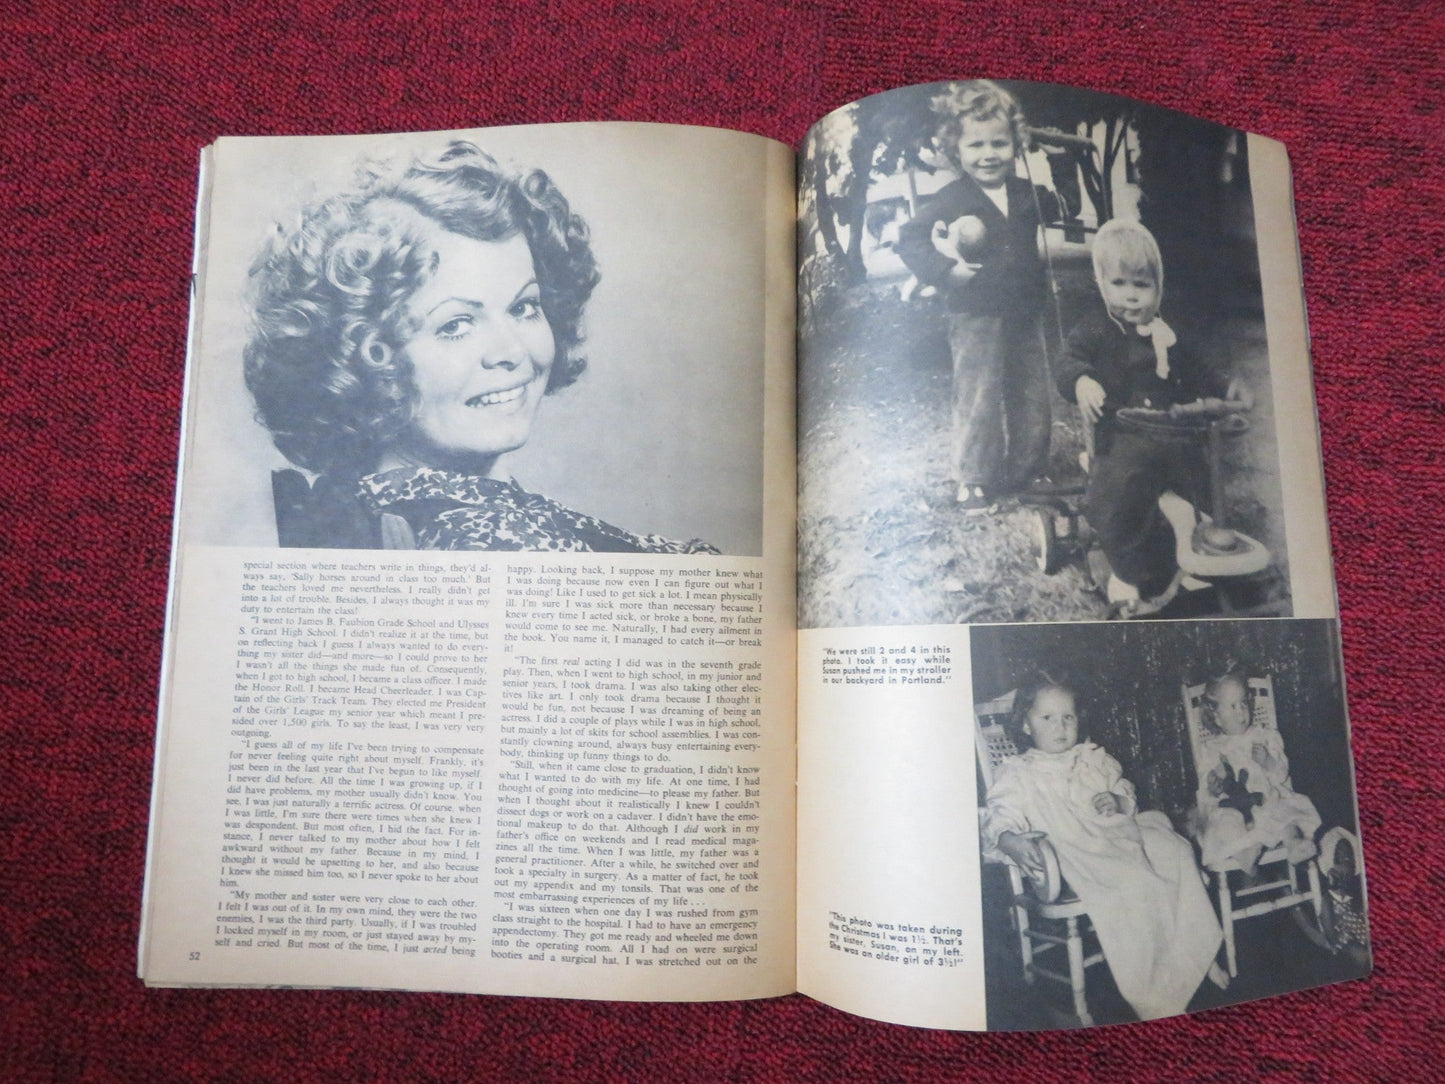 special section where teachers write in things, they'd al-
ways say, 'Sally horses around in class too much.' But
the teachers loved me nevertheless. I really didn't get
into a lot of trouble. Besides, I always thought it was my
duty to entertain the class!
"I went to James B. Faubion Grade School and Ulysses
S. Grant High School. I didn't realize it at the time, but
on reflecting back I guess I always wanted to do every-
thing my sister did—and more—so I could prove to her
I wasn't all the things she made fun of. Consequently,
when I got to high school, I became a class officer. I made
the Honor Roll. I became Head Cheerleader. I was Cap-
tain of the Girls' Track Team. They elected me President
of the Girls' League my senior year which meant I pre-
sided over 1,500 girls. To say the least, I was very very
outgoing.
"I guess all of my life I've been trying to compensate
for never feeling quite right about myself. Frankly, it's
just been in the last year that I've begun to like myself.
I never did before. All the time I was growing up, if I
did have problems, my mother usually didn't know. You
see, I was just naturally a terrific actress. Of course, when
I was little, I'm sure there were times when she knew I
was despondent. But most often, I hid the fact. For in-
stance, I never talked to my mother about how I felt
awkward without my father. Because in my mind, I
thought it would be upsetting to her, and also because
I knew she missed him too, so I never spoke to her about
him.
"My mother and sister were very close to each other.
I felt I was out of it. In my own mind, they were the two
enemies, I was the third party. Usually, if I was troubled
I locked myself in my room, or just stayed away by my-
self and cried. But most of the time, I just acted being
52
happy. Looking back, I suppose my mother knew what
I was doing because now even I can figure out what I
was doing! Like I used to get sick a lot. I mean physically
ill. I'm sure I was sick more than necessary because I
knew every time I acted sick, or broke a bone, my father
would come to see me. Naturally, I had every ailment in
the book. You name it, I managed to catch it—or break
it!
"The first real acting I did was in the seventh grade
play. Then, when I went to high school, in my junior and
senior years, I took drama. I was also taking other elec-
tives like art. I only took drama because I thought it
would be fun, not because I was dreaming of being an
actress. I did a couple of plays while I was in high school,
but mainly a lot of skits for school assemblies. I was con-
stantly clowning around, always busy entertaining every-
body, thinking up funny things to do.
"Still, when it came close to graduation, I didn't know
what I wanted to do with my life. At one time, I had
thought of going into medicine—to please my father. But
when I thought about it realistically I knew I couldn't
dissect dogs or work on a cadaver. I didn't have the emo-
tional makeup to do that. Although I did work in my
father's office on weekends and I read medical maga-
zines all the time. When I was little, my father was a
general practitioner. After a while, he switched over and
took a specialty in surgery. As a matter of fact, he took
out my appendix and my tonsils. That was one of the
most embarrassing experiences of my life . . .
"I was sixteen when one day I was rushed from gym
class straight to the hospital. I had to have an emergency
appendectomy. They got me ready and wheeled me down
into the operating room. All I had on were surgical
booties and a surgical hat. I was stretched out on the
"We were still 2 and 4 in this
photo. I took it easy while
Susan pushed me in my stroller
in our backyard in Portland."
"This photo was taken during
the Christmas I was 1½. That's
my sister, Susan, on my left.
She was an older girl of 3½!"